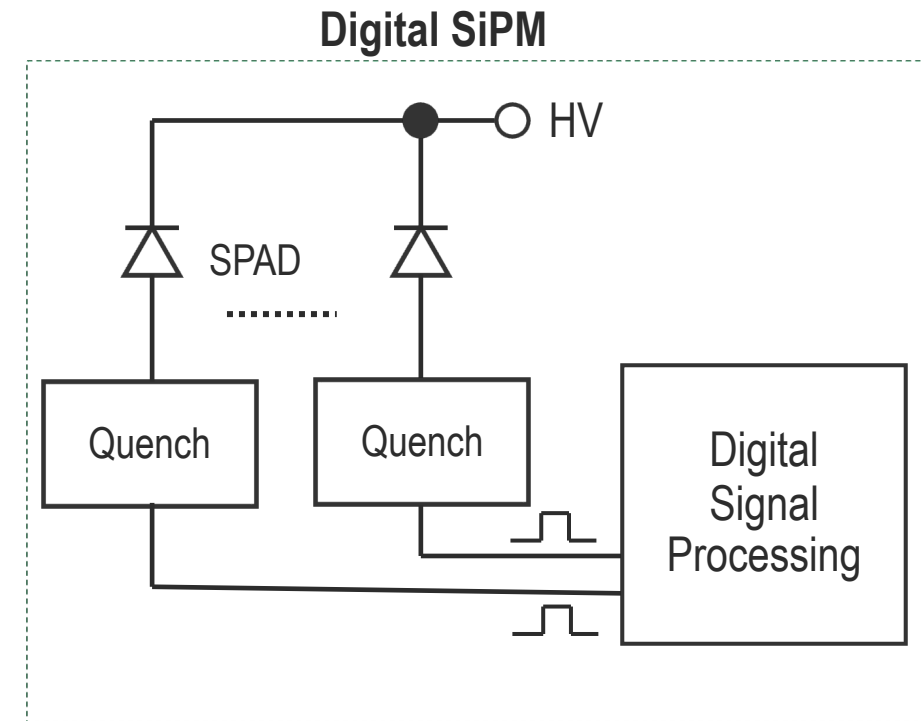 Digital SiPM
HV
SPAD
Quench
Quench
Digital
Signal
Processing